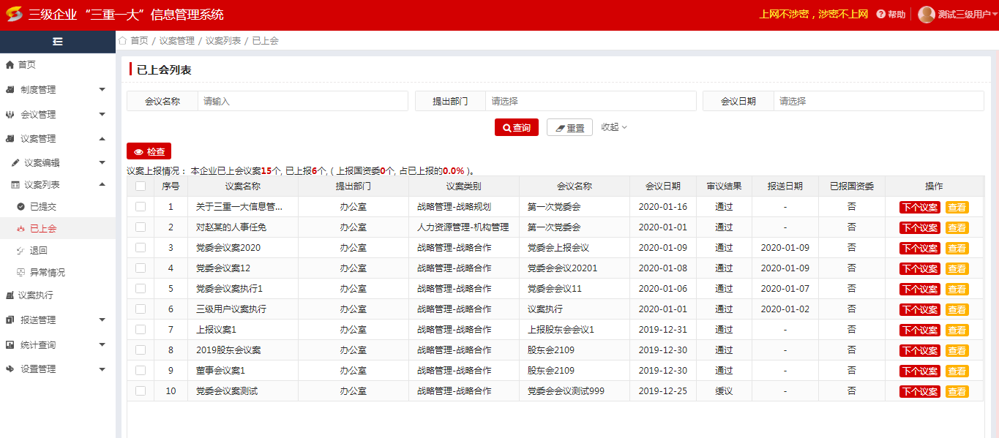 三级企业 “三重一大” 信息管理系统
上网不涉密，涉密不上网 帮助 测试三级用户
首页 / 议案管理 / 议案列表 / 已上会
首页
制度管理
会议管理
议案管理
议案编辑
议案列表
已提交
已上会
退回
异常情况
议案执行
报送管理
统计查询
设置管理
已上会列表
会议名称 请输入 提出部门 请选择 会议日期 请选择
查询 重置 收起
检查
议案上报情况： 本企业已上会议案15个, 已上报6个, ( 上报国资委0个, 占已上报的0.0% )。
序号 议案名称 提出部门 议案类别 会议名称 会议日期 审议结果 报送日期 已报国资委 操作
1 关于三重一大信息管... 办公室 战略管理-战略规划 第一次党委会 2020-01-16 通过 - 否 下个议案 查看
2 对赵某的人事任免 办公室 人力资源管理-机构管理 第一次党委会 2020-01-01 通过 - 否 下个议案 查看
3 党委会议案2020 办公室 战略管理-战略合作 党委会上报会议 2020-01-09 通过 2020-01-09 否 下个议案 查看
4 党委会议案12 办公室 战略管理-战略合作 党委会会议20201 2020-01-08 通过 2020-01-09 否 下个议案 查看
5 党委会议案执行1 办公室 战略管理-战略合作 党委会会议11 2020-01-06 通过 2020-01-07 否 下个议案 查看
6 三级用户议案执行 办公室 战略管理-战略合作 议案执行 2020-01-01 通过 2020-01-02 否 下个议案 查看
7 上报议案1 办公室 战略管理-战略合作 上报股东会会议1 2019-12-31 通过 - 否 下个议案 查看
8 2019股东会议案 办公室 战略管理-战略合作 股东会2109 2019-12-30 通过 - 否 下个议案 查看
9 董事会议案1 办公室 战略管理-战略合作 股东会2109 2019-12-30 通过 - 否 下个议案 查看
10 党委会议案测试 办公室 战略管理-战略合作 党委会会议测试999 2019-12-25 缓议 - 否 下个议案 查看